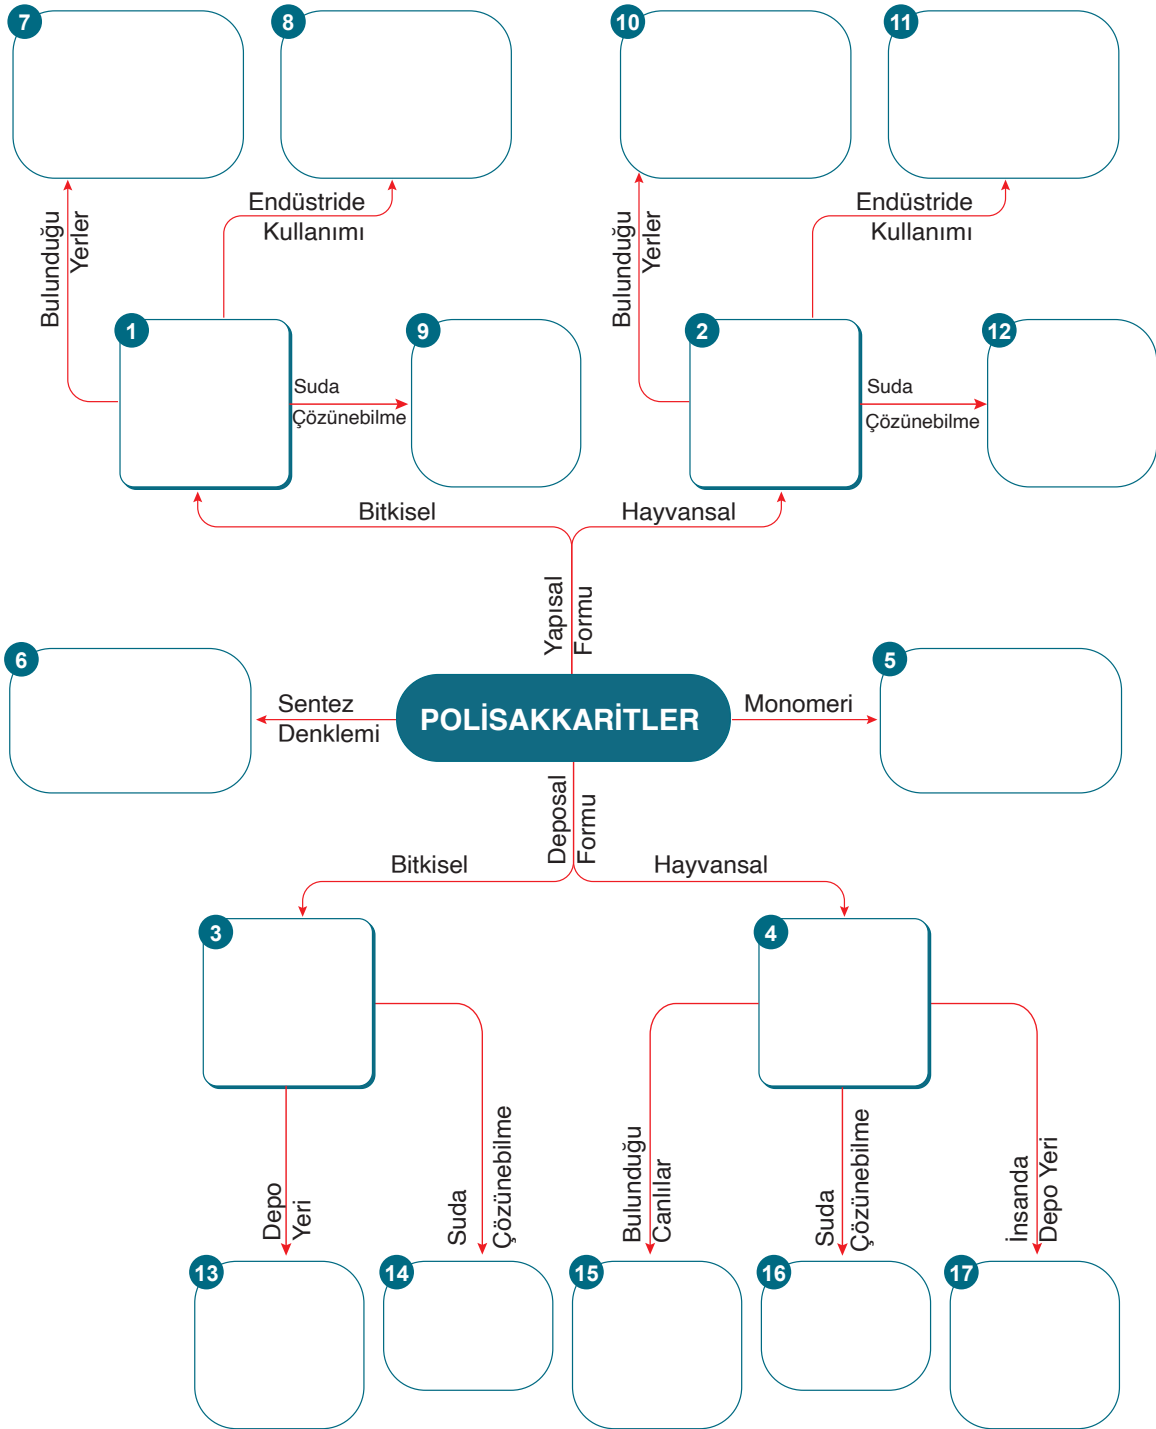 7
8
10
11
Bulunduğu
Yerler
Endüstride
Kullanımı
Bulunduğu
Yerler
Endüstride
Kullanımı
1
9
2
12
Suda
Çözünebilme
Suda
Çözünebilme
Bitkisel
Hayvansal
Yapısal
Formu
6
5
Sentez
Denklemi
POLİSAKKARİTLER
Monomeri
Deposal
Formu
Bitkisel
Hayvansal
3
4
Depo
Yeri
Suda
Çözünebilme
Bulunduğu
Canlılar
Suda
Çözünebilme
İnsanda
Depo Yeri
13
14
15
16
17